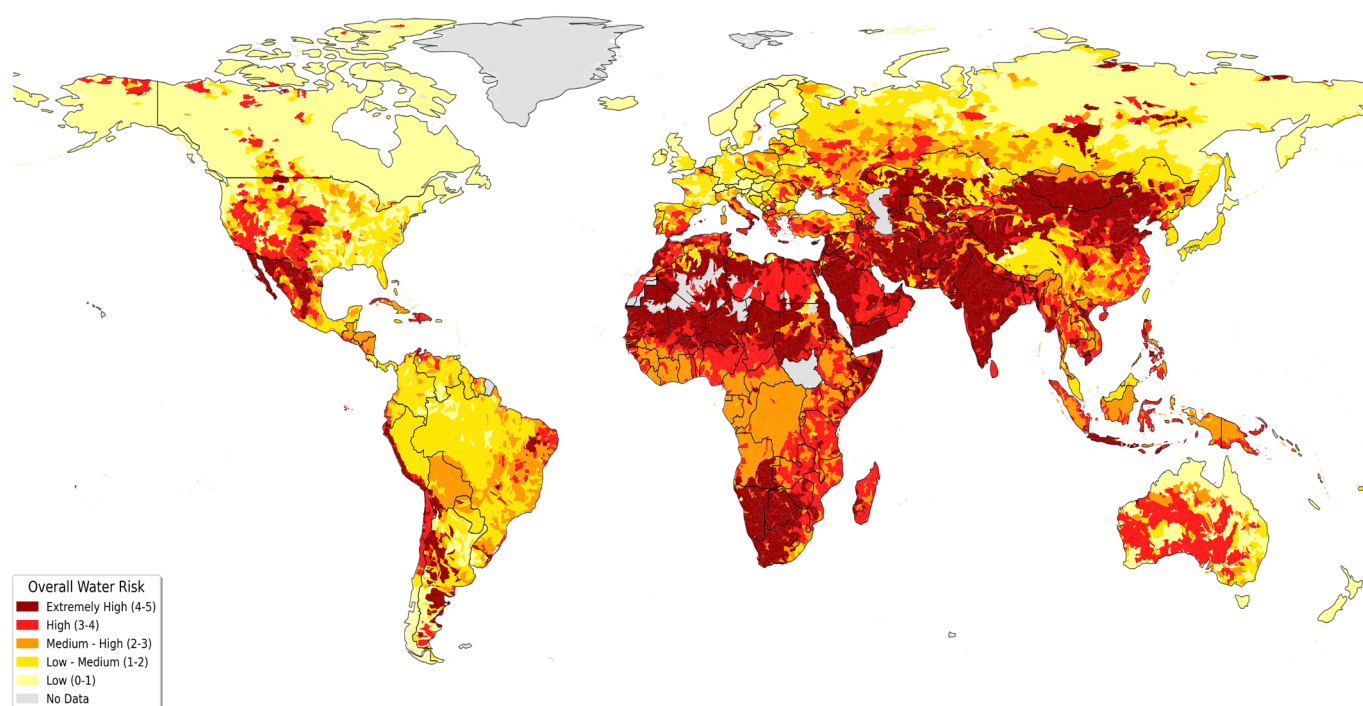 Overall Water Risk
Extremely High (4-5)
High (3-4)
Medium - High (2-3)
Low - Medium (1-2)
Low (0-1)
No Data